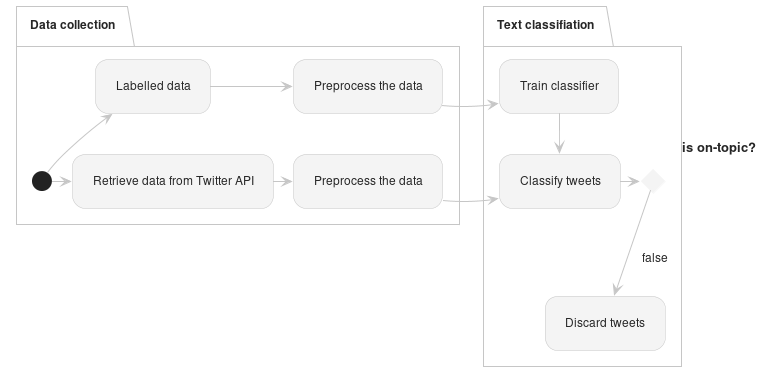 Data collection
Text classifiation
Labelled data
Preprocess the data
Train classifier
is on-topic?
Retrieve data from Twitter API
Preprocess the data
Classify tweets
false
Discard tweets